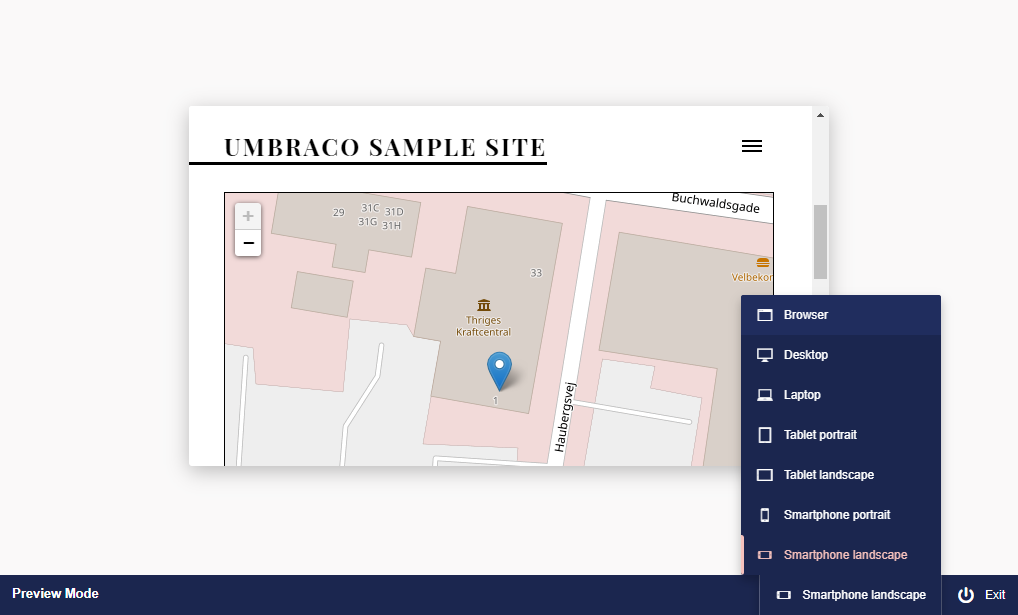 UMBRACO SAMPLE SITE
+
−
29
31C
31D
31G
31H
33
Buchwaldsgade
Velbekor
Thriges
Kraftcentral
1
Haubergsvej
Browser
Desktop
Laptop
Tablet portrait
Tablet landscape
Smartphone portrait
Smartphone landscape
Preview Mode
Smartphone landscape
Exit